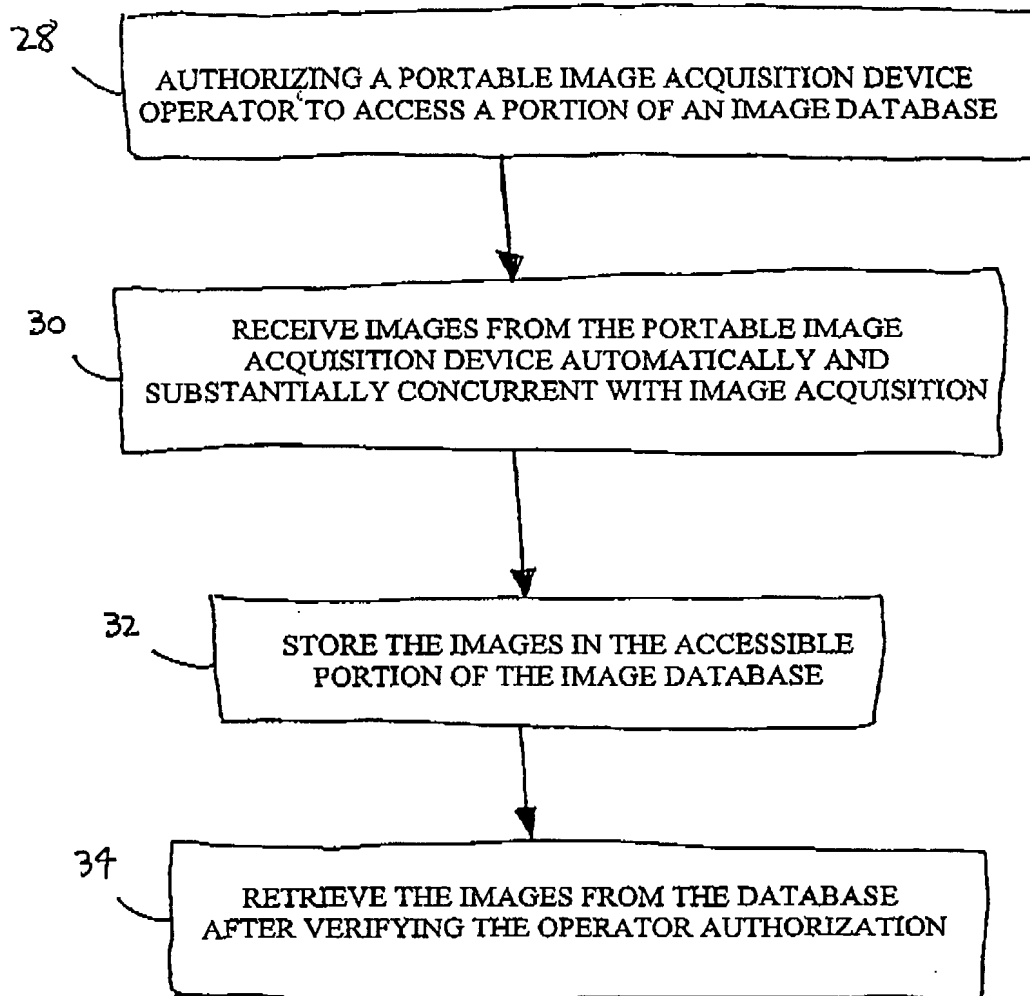 28
AUTHORIZING A PORTABLE IMAGE ACQUISITION DEVICE
OPERATOR TO ACCESS A PORTION OF AN IMAGE DATABASE
30
RECEIVE IMAGES FROM THE PORTABLE IMAGE
ACQUISITION DEVICE AUTOMATICALLY AND
SUBSTANTIALLY CONCURRENT WITH IMAGE ACQUISITION
32
STORE THE IMAGES IN THE ACCESSIBLE
PORTION OF THE IMAGE DATABASE
34
RETRIEVE THE IMAGES FROM THE DATABASE
AFTER VERIFYING THE OPERATOR AUTHORIZATION